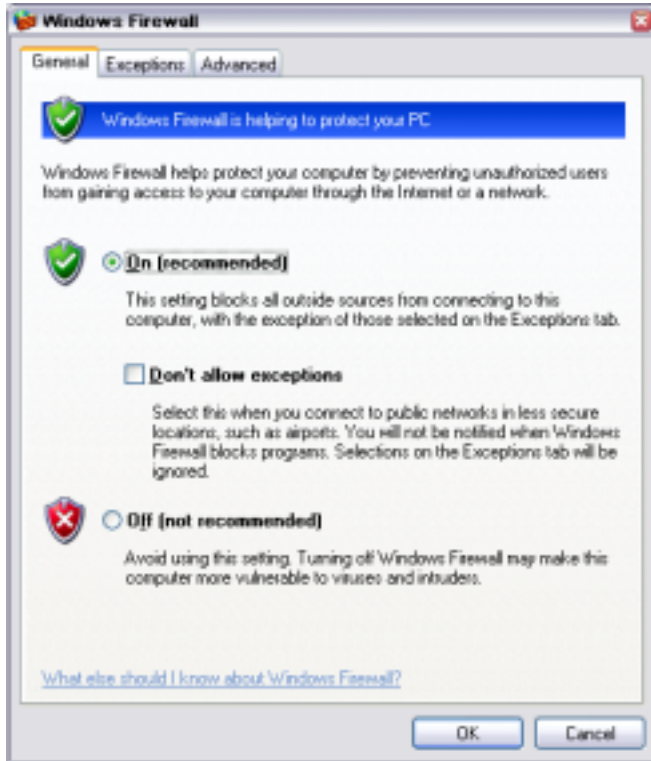 Windows Firewall
General Exceptions Advanced
Windows Firewall is helping to protect your PC
Windows Firewall helps protect your computer by preventing unauthorized users
from gaining access to your computer through the Internet or a network.
On (recommended)
This setting blocks all outside sources from connecting to this
computer, with the exception of those selected on the Exceptions tab.
Don't allow exceptions
Select this when you connect to public networks in less secure
locations, such as airports. You will not be notified when Windows
Firewall blocks programs. Selections on the Exceptions tab will be
ignored.
Off (not recommended)
Avoid using this setting. Turning off Windows Firewall may make this
computer more vulnerable to viruses and intruders.
What else should I know about Windows Firewall?
OK Cancel